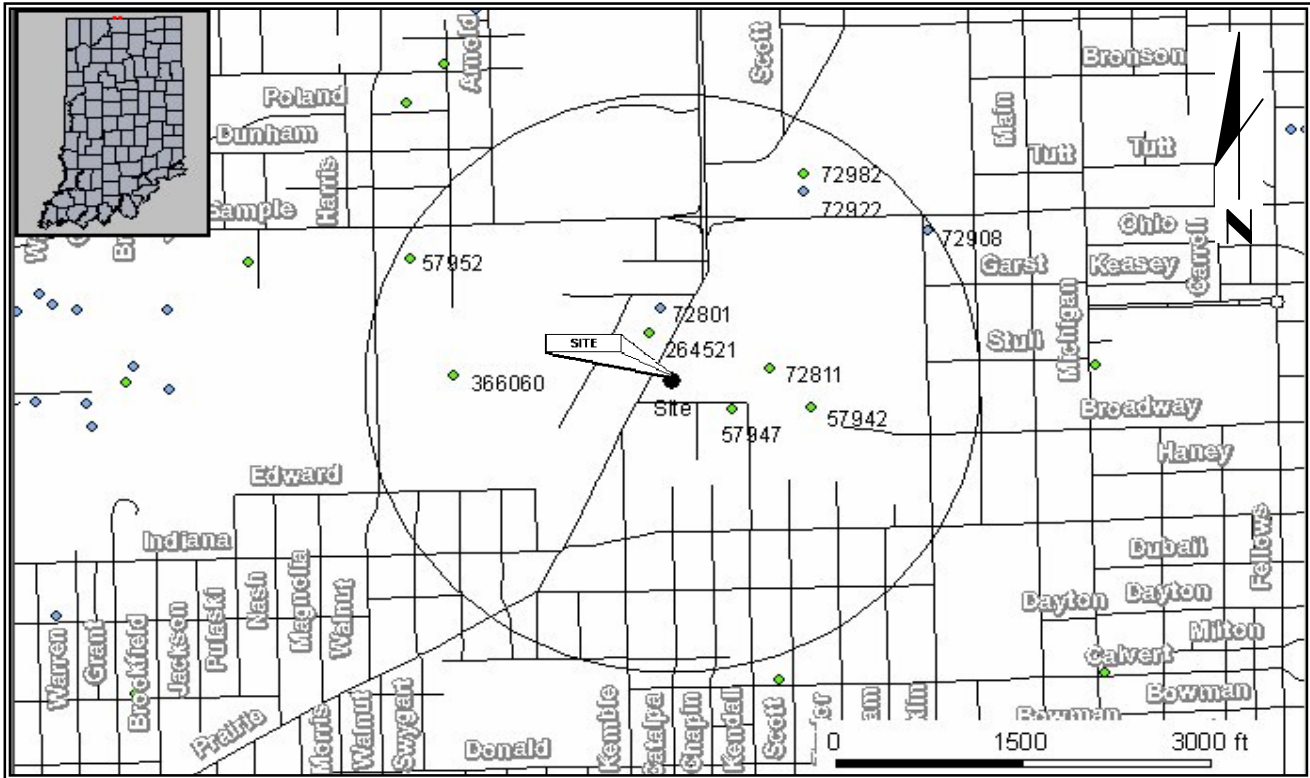 Arnold
Scott
Bronson
Poland
Main
Dunham
Tutt
Tutt
Harris
72982
Sample
72922
Ohio
72908
Carroll
57952
Garst
Keasey
72801
Michigan
SITE
264521
Stull
366060
72811
Site
57942
Broadway
57947
Haney
Edward
Indiana
Dubail
Fellows
Nash
Magnolia
Walnut
Dayton
Dayton
Pulaski
Jackson
Brookfield
Grant
Warren
Milton
Calvert
Bowman
Bowman
Prairie
Morris
Walnut
Swygart
Donald
Kemble
Catalpa
Chapin
Kendall
Scott
0
1500
3000 ft
N